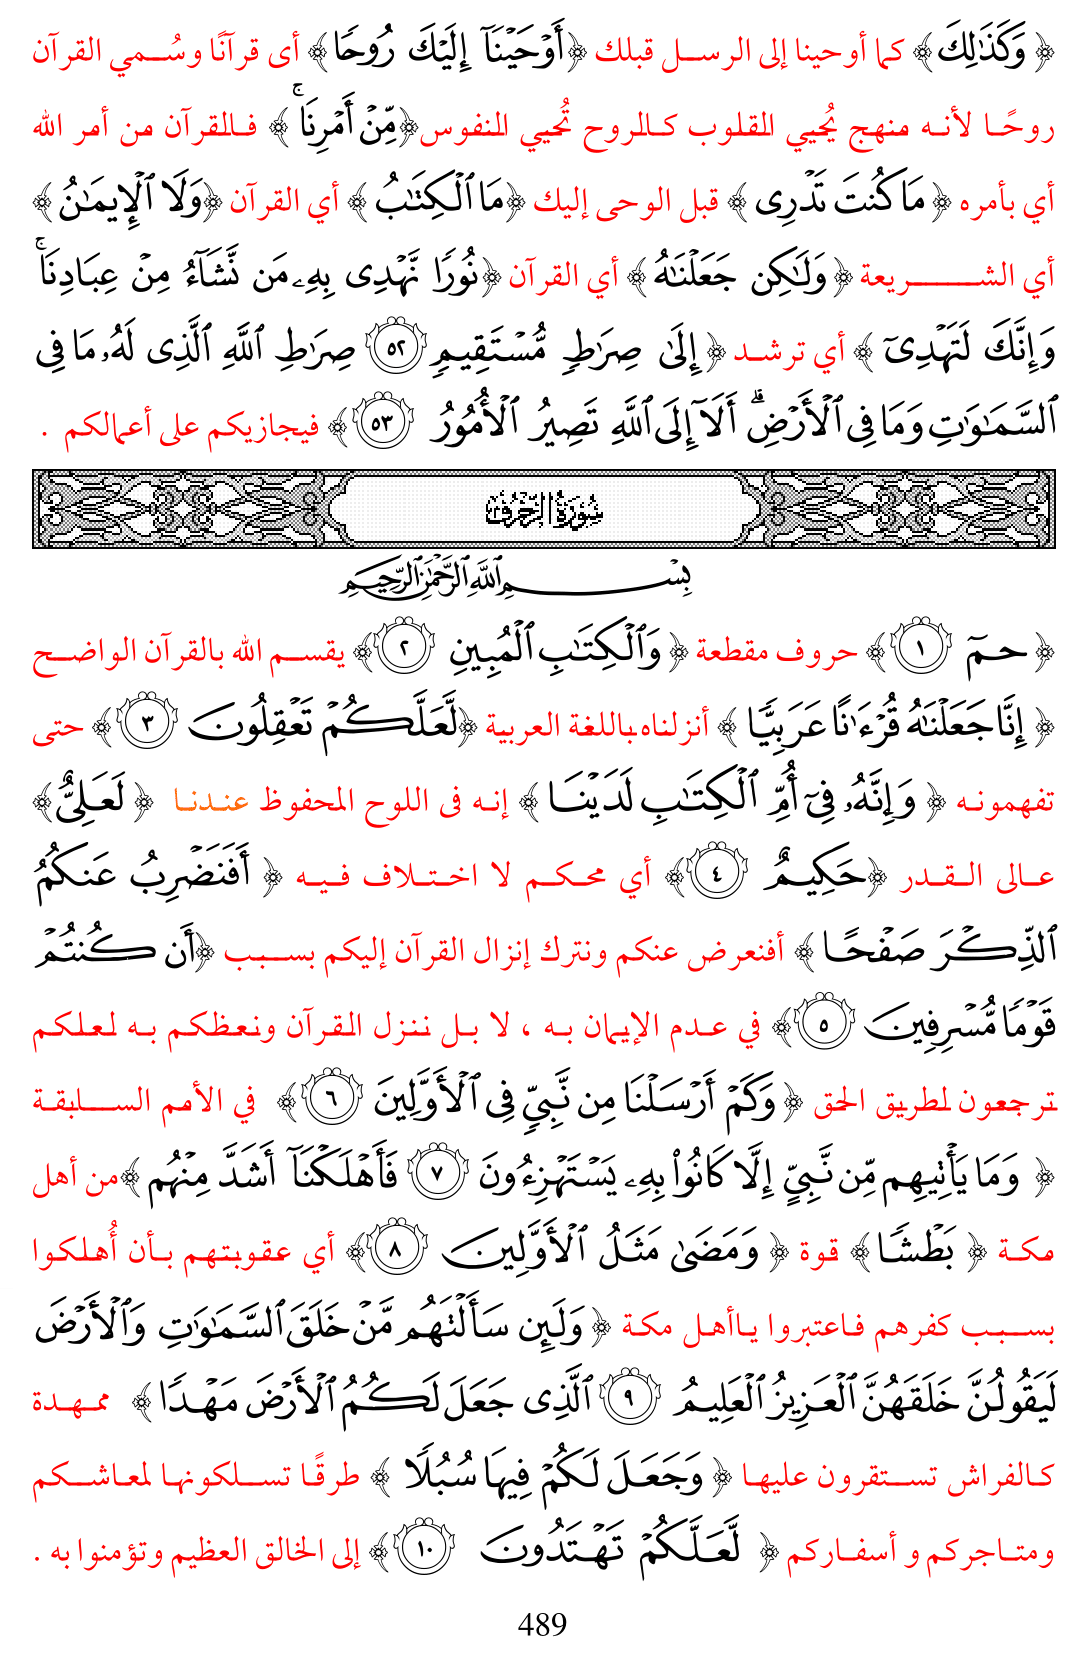 ﴿ وَكَذَٰلِكَ ﴾ كما أوحينا إلى الرسل قبلك ﴿أَوْحَيْنَآ إِلَيْكَ رُوحًا﴾ أى قرآنًا وسُمي القرآن
روحًا لأنه منهج يُحيي القلوب كالروح تُحيي النفوس﴿مِّنْ أَمْرِنَا ۚ﴾ فالقرآن من أمر الله
أي بأمره ﴿ مَا كُنتَ تَدْرِى ﴾ قبل الوحى إليك ﴿مَا ٱلْكِتَٰبُ ﴾ أي القرآن ﴿وَلَا ٱلْإِيمَٰنُ ﴾
أي الشريعة ﴿ وَلَٰكِن جَعَلْنَٰهُ ﴾ أي القرآن ﴿نُورًا نَّهْدِى بِهِۦ مَن نَّشَآءُ مِنْ عِبَادِنَا ۚ
وَإِنَّكَ لَتَهْدِىٓ ﴾ أي ترشد ﴿ إِلَىٰ صِرَٰطٍ مُّسْتَقِيمٍ ٥٢ صِرَٰطِ ٱللَّهِ ٱلَّذِى لَهُۥ مَا فِى
ٱلسَّمَٰوَٰتِ وَمَا فِى ٱلْأَرْضِ ۗ أَلَآ إِلَى ٱللَّهِ تَصِيرُ ٱلْأُمُورُ ٥٣﴾ فيجازيكم على أعمالكم .
سُورَةُ الزُّخْرُفِ
بِسْمِ ٱللَّهِ ٱلرَّحْمَٰنِ ٱلرَّحِيمِ
﴿ حمٓ ١﴾ حروف مقطعة ﴿ وَٱلْكِتَٰبِ ٱلْمُبِينِ ٢﴾ يقسم الله بالقرآن الواضح
﴿ إِنَّا جَعَلْنَٰهُ قُرْءَٰنًا عَرَبِيًّا ﴾ أنزلناه باللغة العربية ﴿لَّعَلَّكُمْ تَعْقِلُونَ ٣﴾ حتى
تفهمونه ﴿ وَإِنَّهُۥ فِىٓ أُمِّ ٱلْكِتَٰبِ لَدَيْنَا ﴾ إنه فى اللوح المحفوظ عندنا ﴿ لَعَلِىٌّ﴾
عالى القدر ﴿حَكِيمٌ ٤﴾ أي محكم لا اختلاف فيه ﴿ أَفَنَضْرِبُ عَنكُمُ
ٱلذِّكْرَ صَفْحًا ﴾ أفنعرض عنكم ونترك إنزال القرآن إليكم بسبب ﴿أَن كُنتُمْ
قَوْمًا مُّسْرِفِينَ ٥﴾ في عدم الإيمان به ، لا بل ننزل القرآن ونعظكم به لعلكم
ترجعون لطريق الحق ﴿ وَكَمْ أَرْسَلْنَا مِن نَّبِىٍّ فِى ٱلْأَوَّلِينَ ٦ ﴾ في الأمم السابقة
﴿ وَمَا يَأْتِيهِم مِّن نَّبِىٍّ إِلَّا كَانُوا۟ بِهِۦ يَسْتَهْزِءُونَ ٧ فَأَهْلَكْنَآ أَشَدَّ مِنْهُم ﴾من أهل
مكة ﴿ بَطْشًا ﴾ قوة ﴿ وَمَضَىٰ مَثَلُ ٱلْأَوَّلِينَ ٨﴾ أي عقوبتهم بأن أُهلكوا
بسبب كفرهم فاعتبروا ياأهل مكة ﴿ وَلَئِن سَأَلْتَهُم مَّنْ خَلَقَ ٱلسَّمَٰوَٰتِ وَٱلْأَرْضَ
لَيَقُولُنَّ خَلَقَهُنَّ ٱلْعَزِيزُ ٱلْعَلِيمُ ٩ ٱلَّذِى جَعَلَ لَكُمُ ٱلْأَرْضَ مَهْدًا ﴾ ممهدة
كالفراش تستقرون عليها ﴿ وَجَعَلَ لَكُمْ فِيهَا سُبُلًا ﴾ طرقًا تسلكونها لمعاشكم
ومتاجركم و أسفاركم ﴿ لَّعَلَّكُمْ تَهْتَدُونَ ١٠﴾ إلى الخالق العظيم وتؤمنوا به .
489